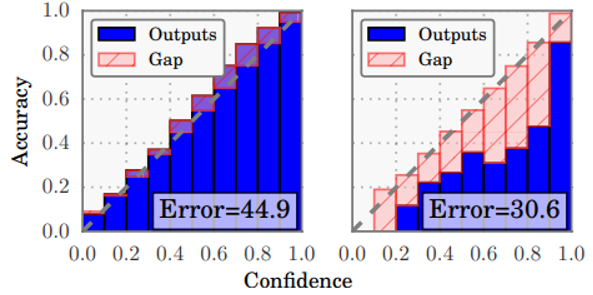 Accuracy
1.0
0.8
0.6
0.4
0.2
0.0
Outputs
Gap
Error=44.9
0.0 0.2 0.4 0.6 0.8 1.0
Outputs
Gap
Error=30.6
0.0 0.2 0.4 0.6 0.8 1.0
Confidence